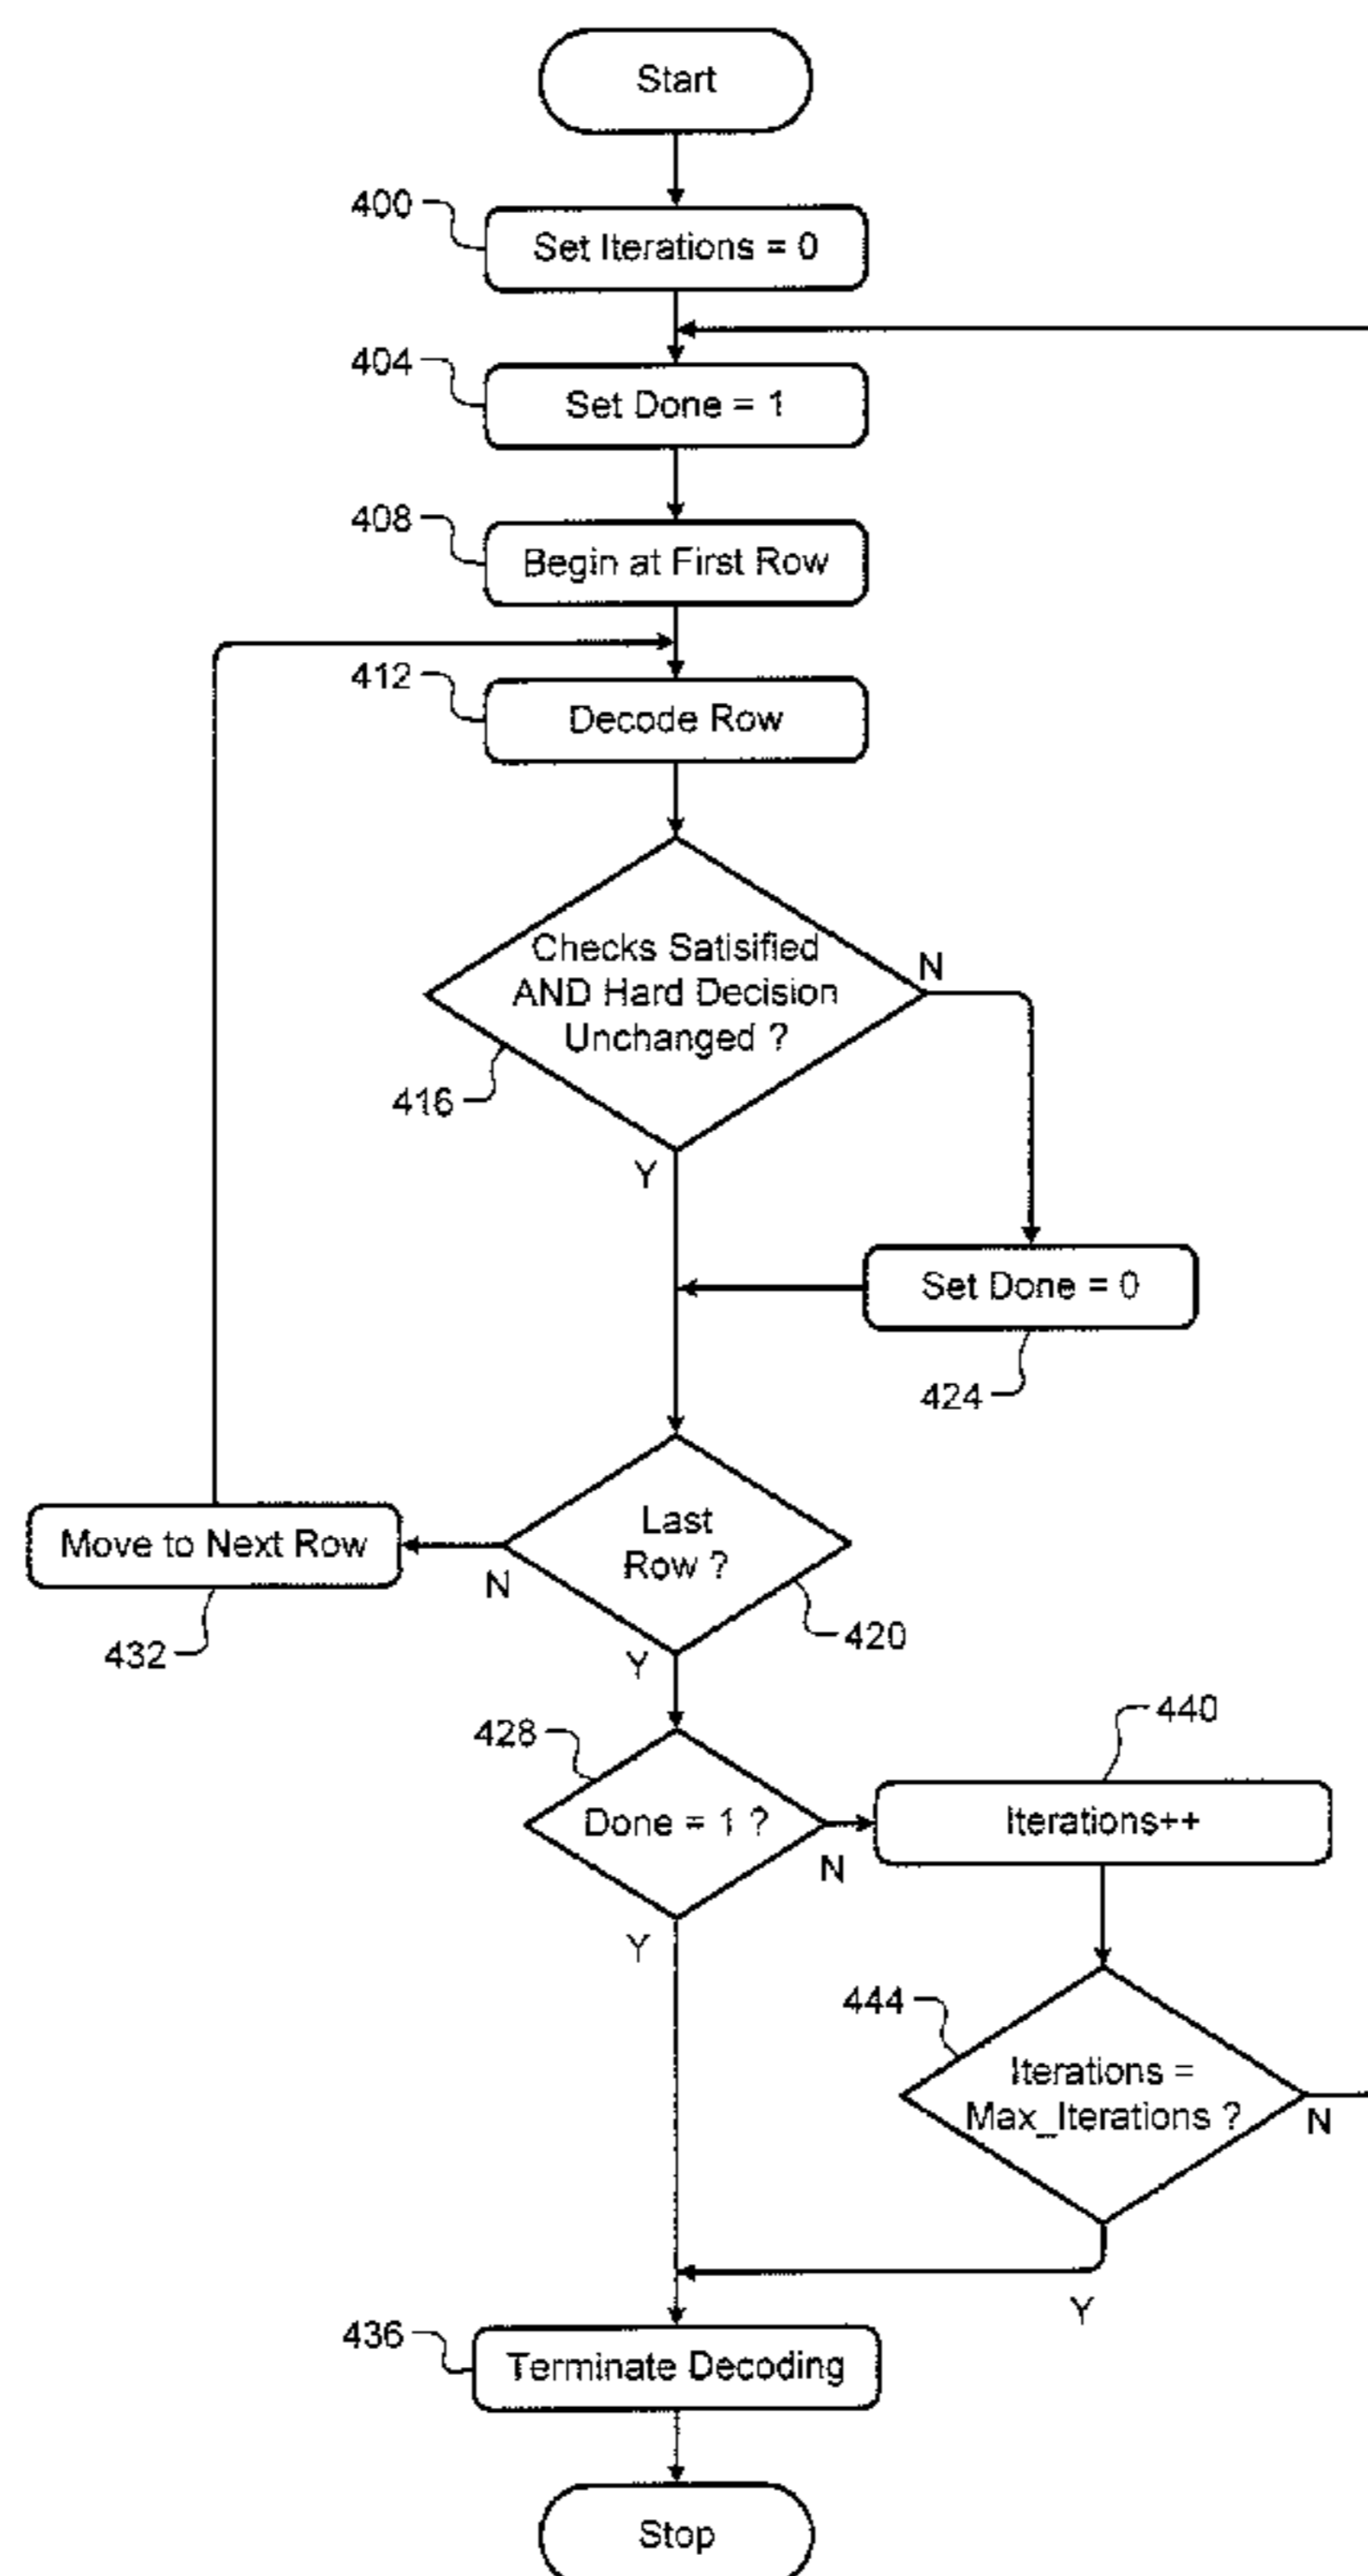 Start
400
Set Iterations = 0
404
Set Done = 1
408
Begin at First Row
412
Decode Row
Checks Satisified
AND Hard Decision
Unchanged ?
N
416
Y
Set Done = 0
424
Last
Row ?
Move to Next Row
N
420
432
Y
440
428
Done = 1 ?
Iterations++
N
Y
444
Iterations =
Max_Iterations ?
N
Y
436
Terminate Decoding
Stop